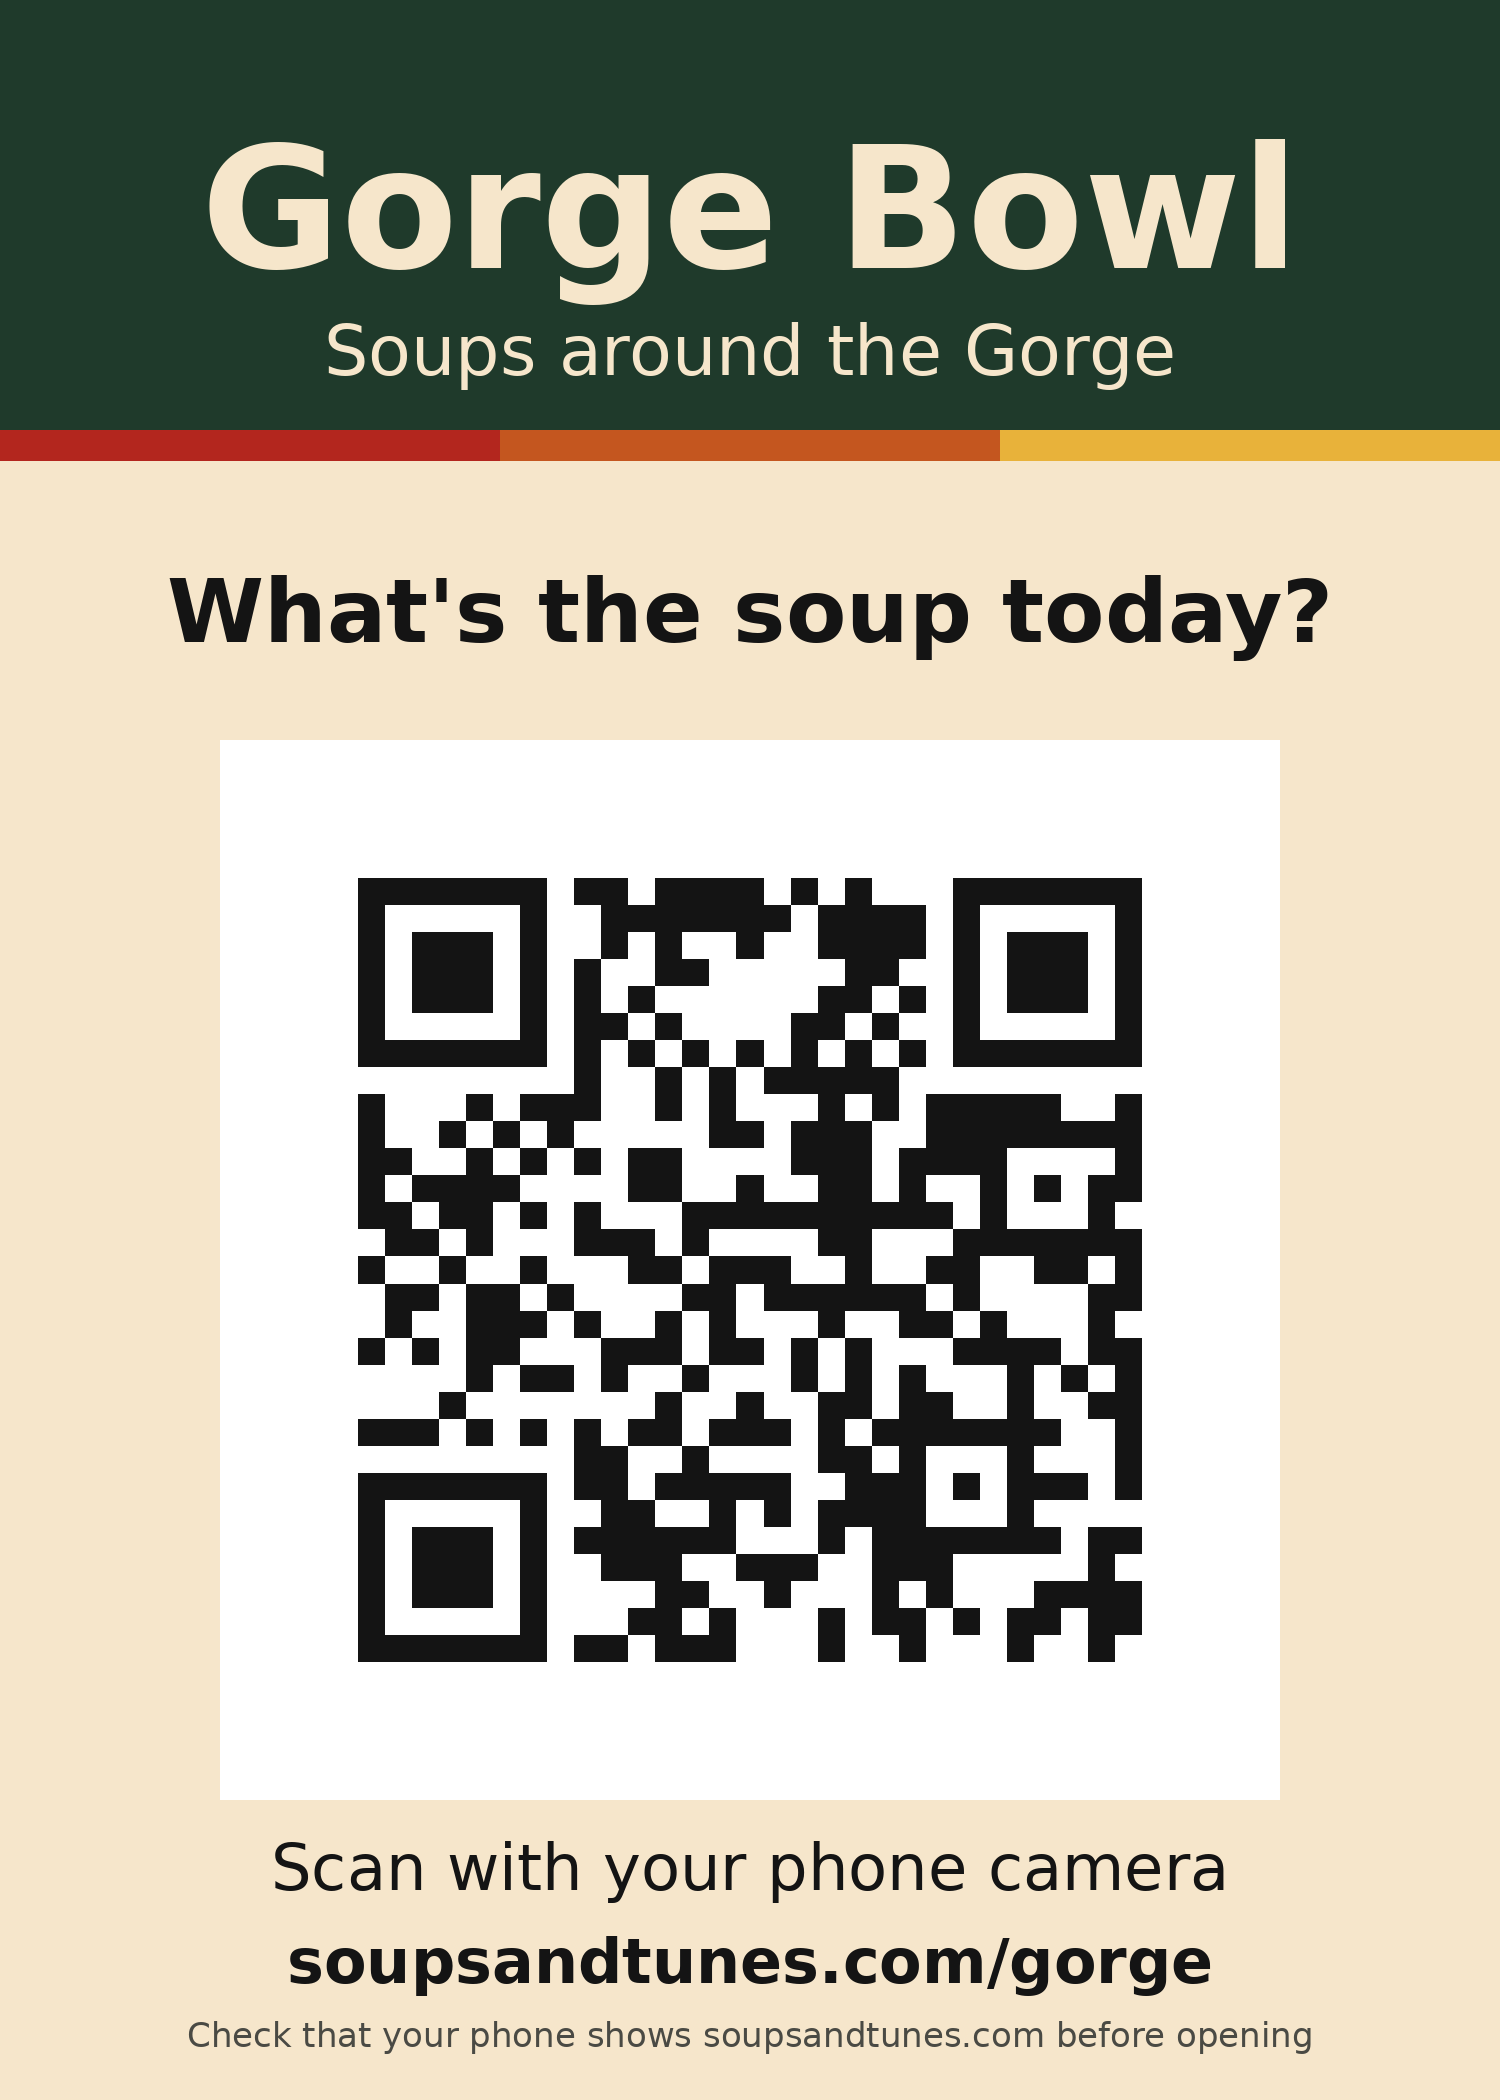 Gorge Bowl
Soups around the Gorge
What's the soup today?
Scan with your phone camera
soupsandtunes.com/gorge
Check that your phone shows soupsandtunes.com before opening